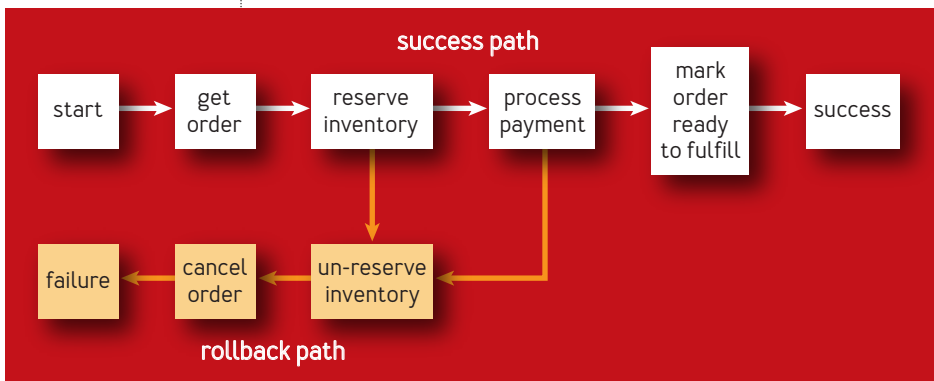 success path
start
get
order
reserve
inventory
process
payment
mark
order
ready
to fulfill
success
failure
cancel
order
un-reserve
inventory
rollback path